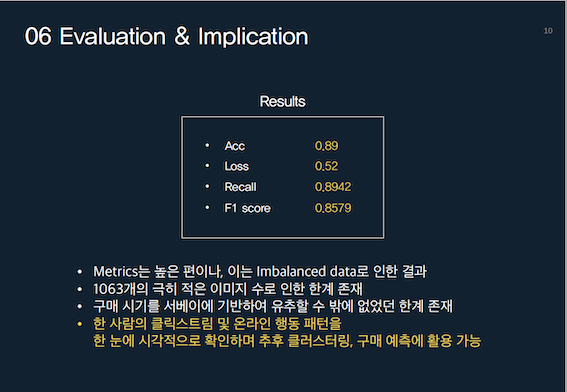 06 Evaluation & Implication
10
Results
• Acc 0.89
• Loss 0.52
• Recall 0.8942
• F1 score 0.8579
• Metrics는 높은 편이나, 이는 Imbalanced data로 인한 결과
• 1063개의 극히 적은 이미지 수로 인한 한계 존재
• 구매 시기를 서베이에 기반하여 유추할 수 밖에 없었던 한계 존재
• 한 사람의 클릭스트림 및 온라인 행동 패턴을
한 눈에 시각적으로 확인하며 추후 클러스터링, 구매 예측에 활용 가능